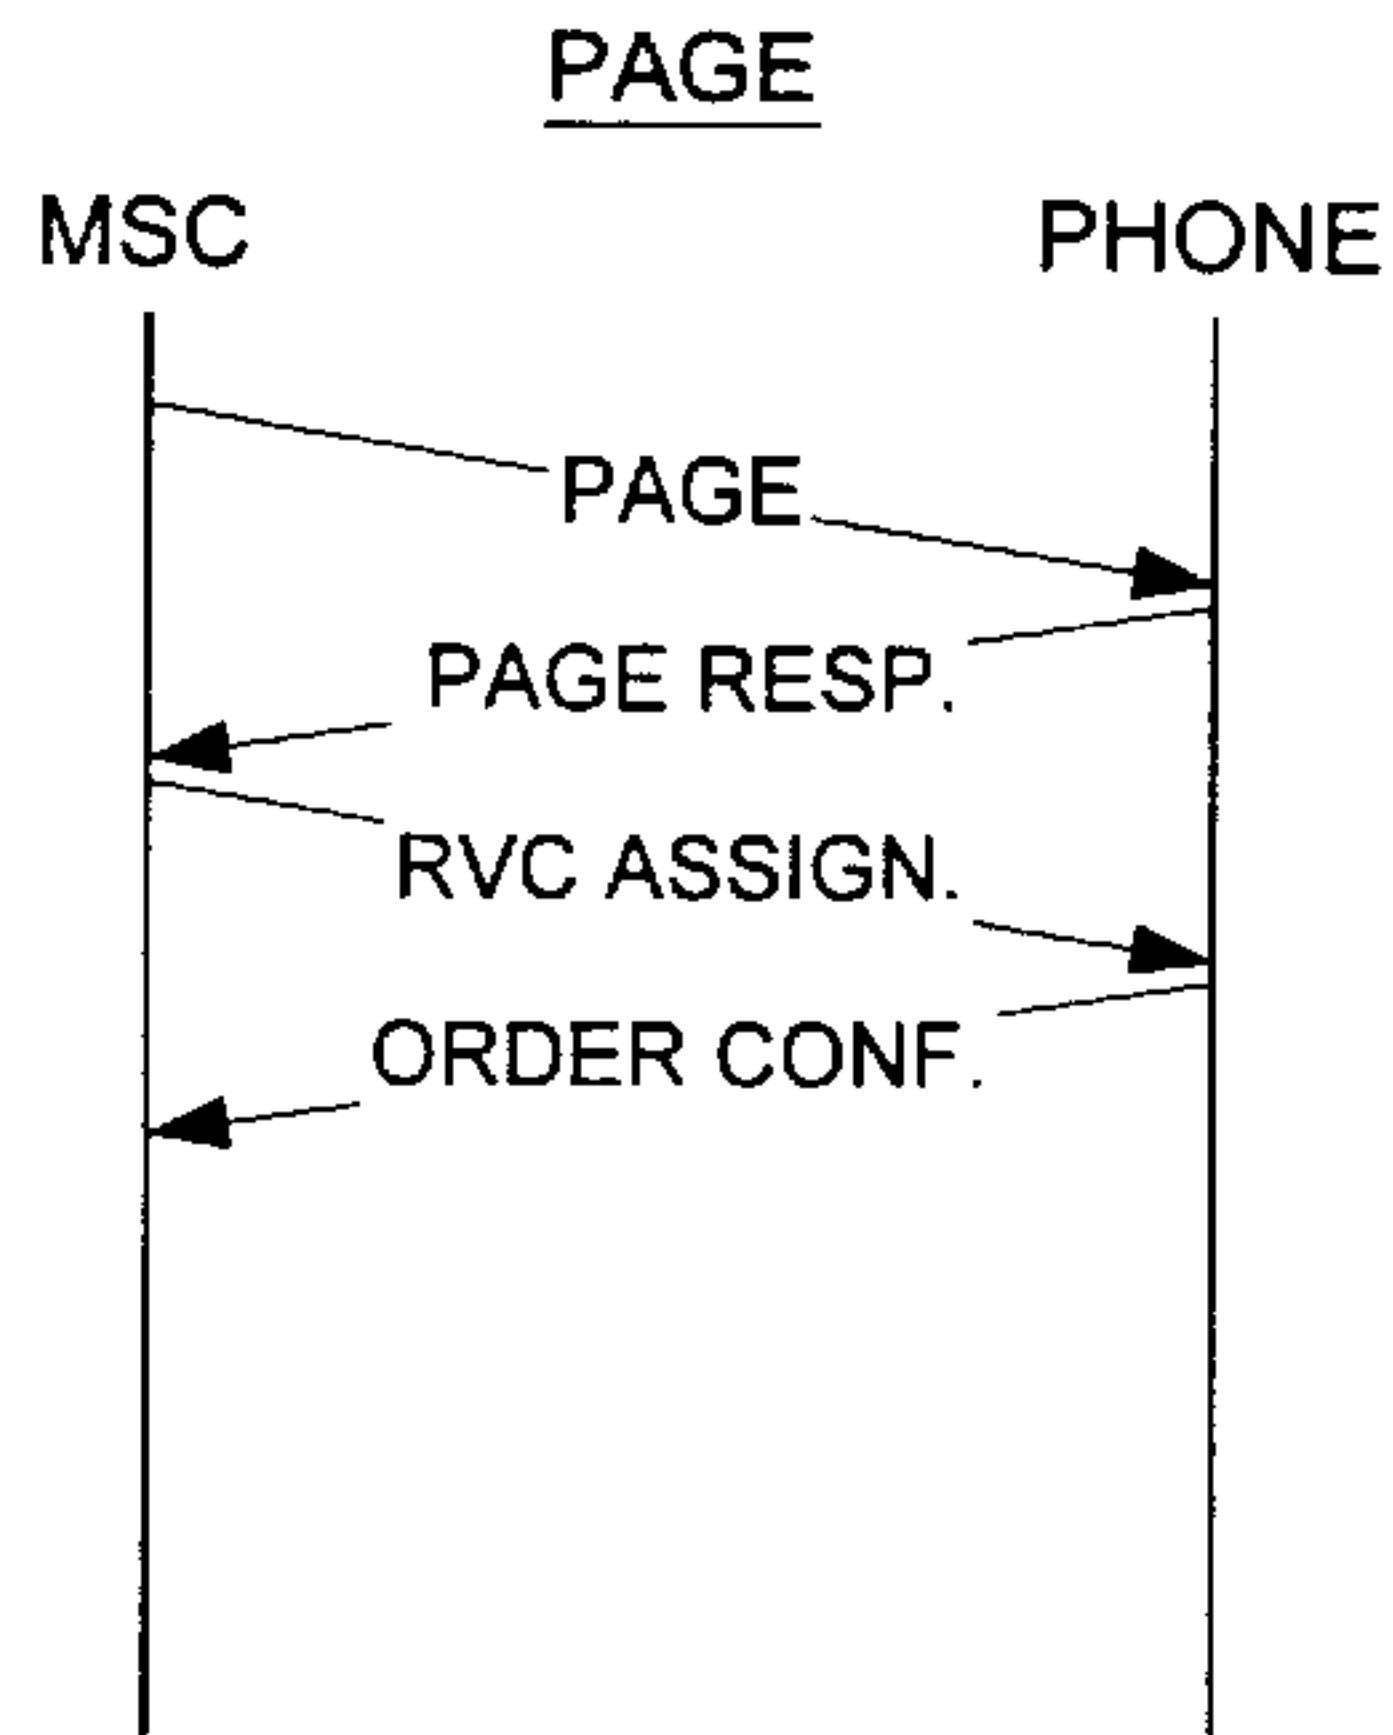 PAGE
MSC PHONE
PAGE
PAGE RESP.
RVC ASSIGN.
ORDER CONF.